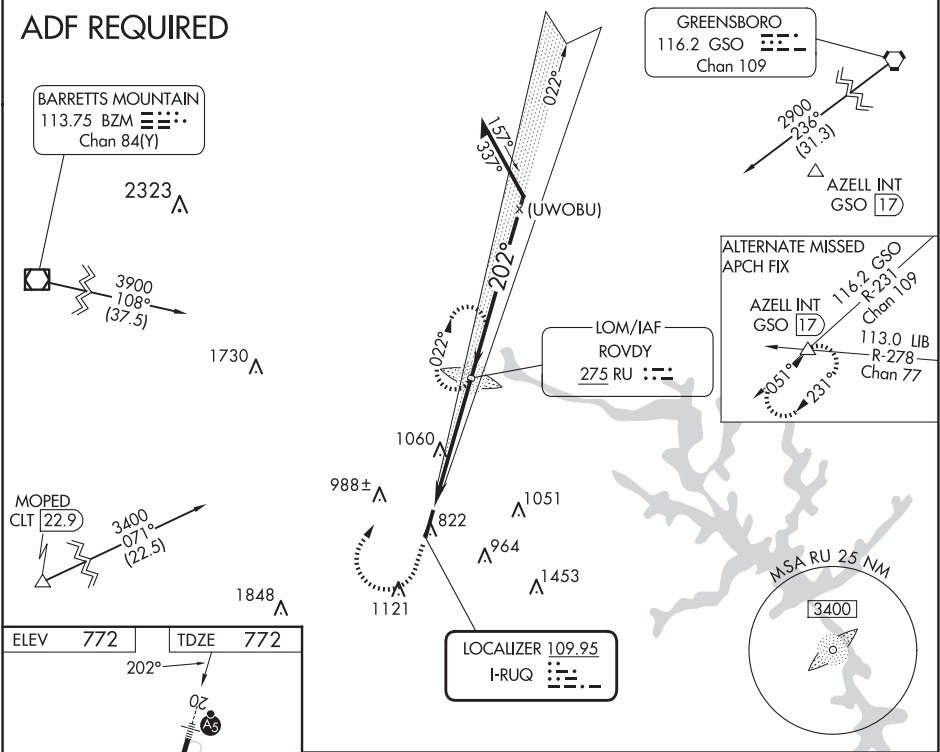 ADF REQUIRED
BARRETTS MOUNTAIN
113.75 BZM
Chan 84(Y)
GREENSBORO
116.2 GSO
Chan 109
022°
157°
337°
2900
236°
(31.3)
AZELL INT
GSO 17
2323
(UWOBU)
202°
3900
108°
(37.5)
ALTERNATE MISSED
APCH FIX
116.2 GSO
R-231
Chan 109
AZELL INT
GSO 17
113.0 LIB
R-278
Chan 77
051°
231°
022°
LOM/IAF
ROVDY
275 RU
1730
1060
988±
1051
MOPED
CLT 22.9
3400
071°
(22.5)
822
964
1453
1848
1121
MSA RU 25 NM
3400
LOCALIZER 109.95
I-RUQ
ELEV 772
TDZE 772
202°
20
A5